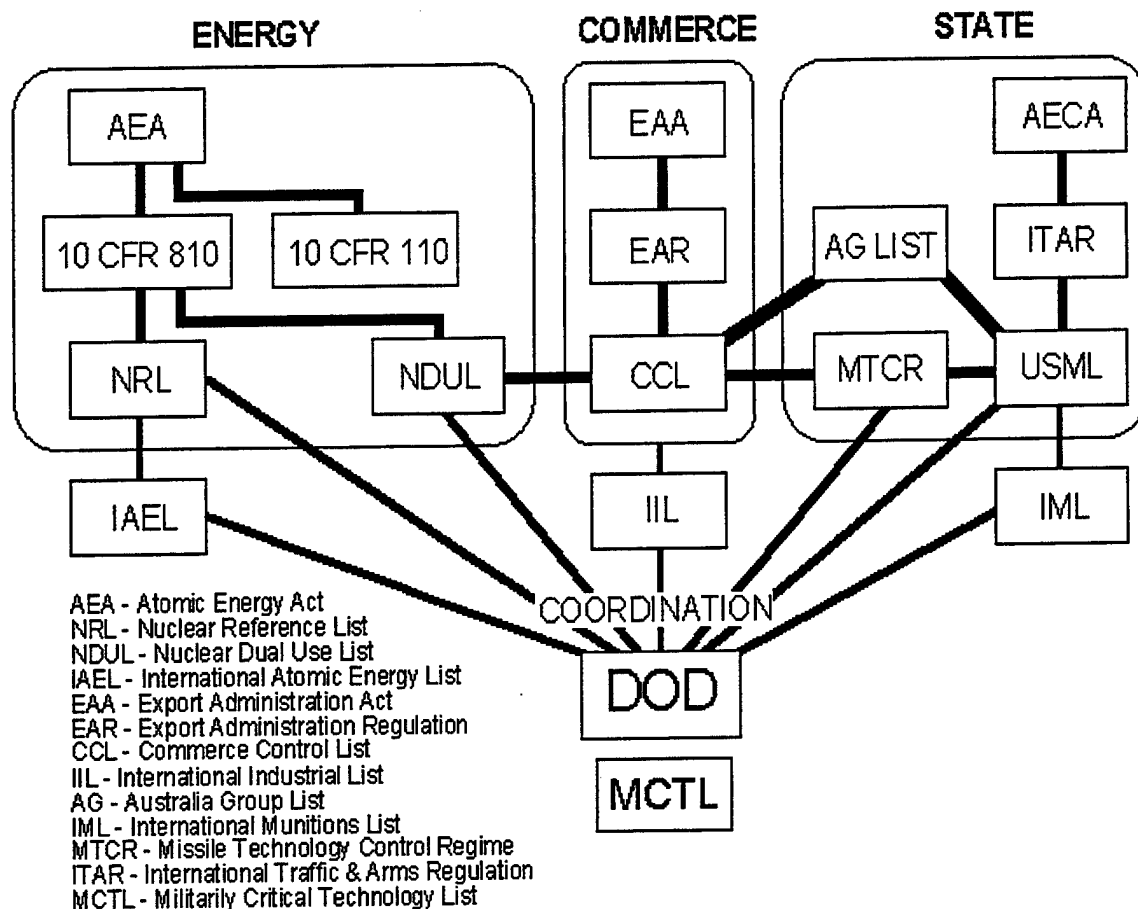 ENERGY
COMMERCE
STATE
AEA
EAA
AECA
10 CFR 810
10 CFR 110
EAR
AG LIST
ITAR
NRL
NDUL
CCL
MTCR
USML
IAEL
IIL
IML
COORDINATION
DOD
MCTL
AEA - Atomic Energy Act
NRL - Nuclear Reference List
NDUL - Nuclear Dual Use List
IAEL - International Atomic Energy List
EAA - Export Administration Act
EAR - Export Administration Regulation
CCL - Commerce Control List
IIL - International Industrial List
AG - Australia Group List
IML - International Munitions List
MTCR - Missile Technology Control Regime
ITAR - International Traffic & Arms Regulation
MCTL - Militarily Critical Technology List